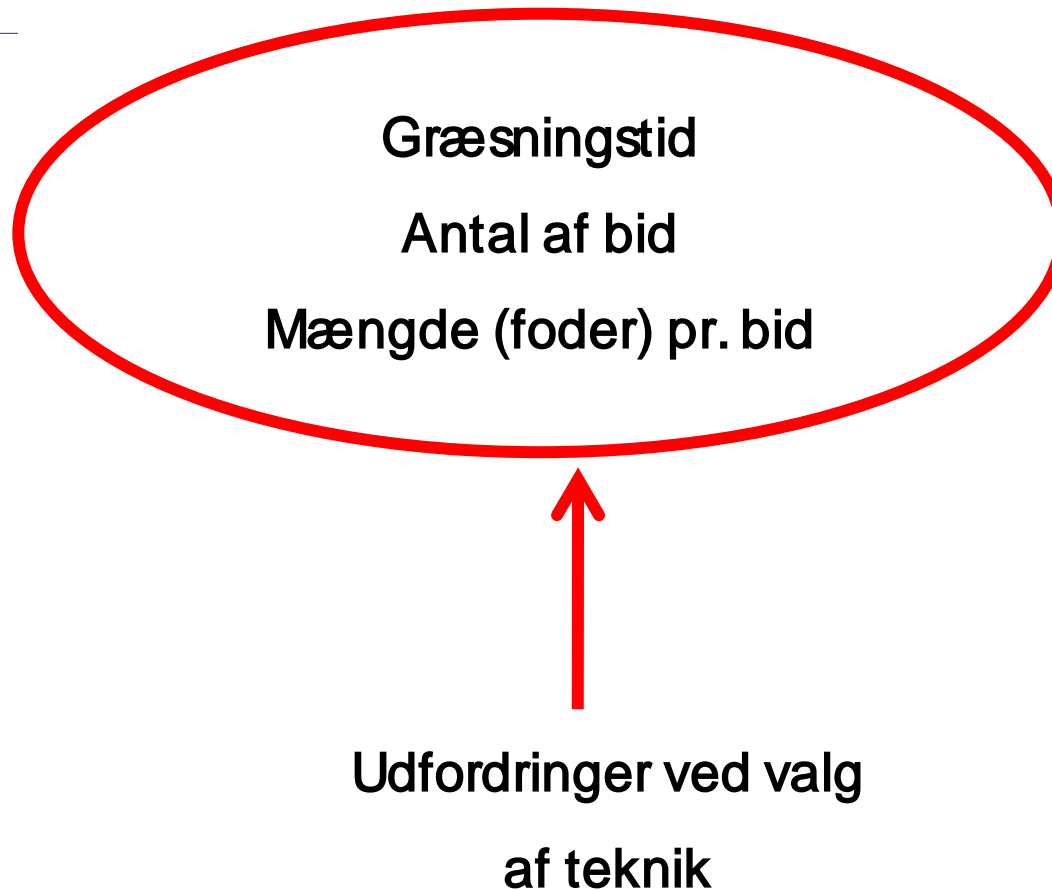 Græsningstid
Antal af bid
Mængde (foder) pr. bid
Udfordringer ved valg
af teknik